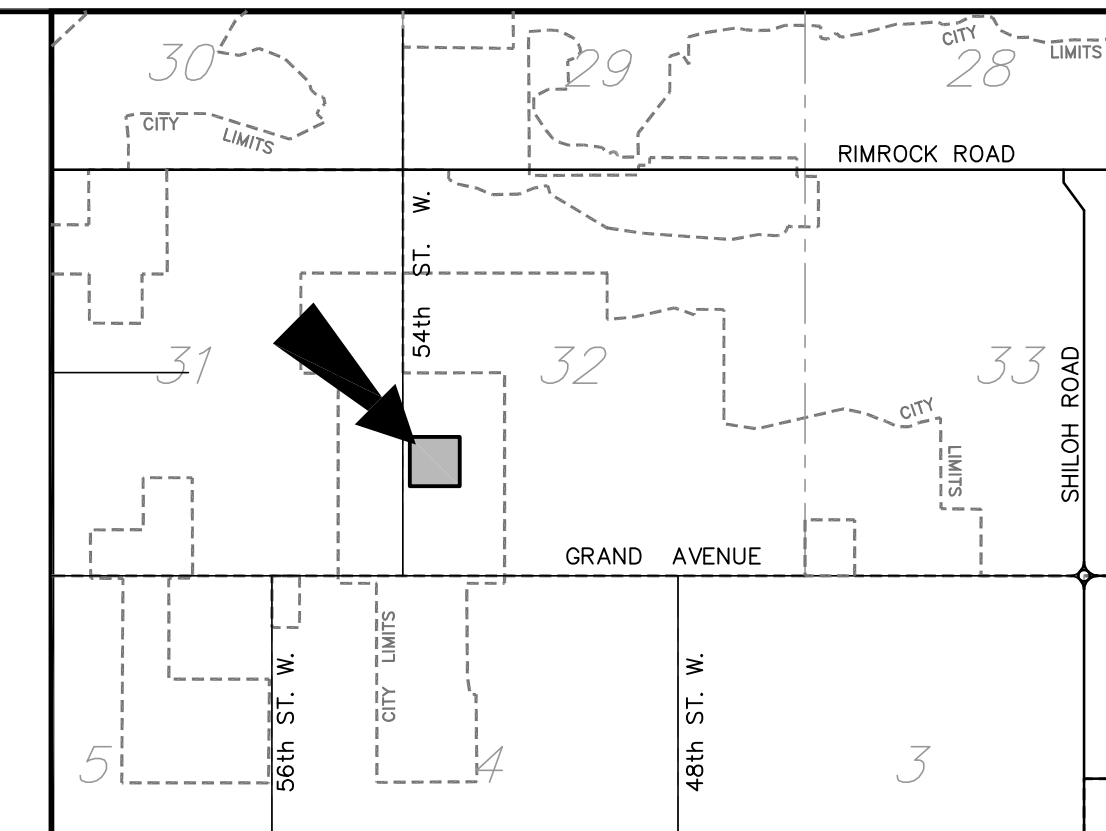 30
29
28
CITY
LIMITS
CITY
LIMITS
RIMROCK ROAD
54th ST. W.
31
32
33
SHILOH ROAD
CITY
LIMITS
GRAND AVENUE
CITY LIMITS
56th ST. W.
48th ST. W.
5
4
3